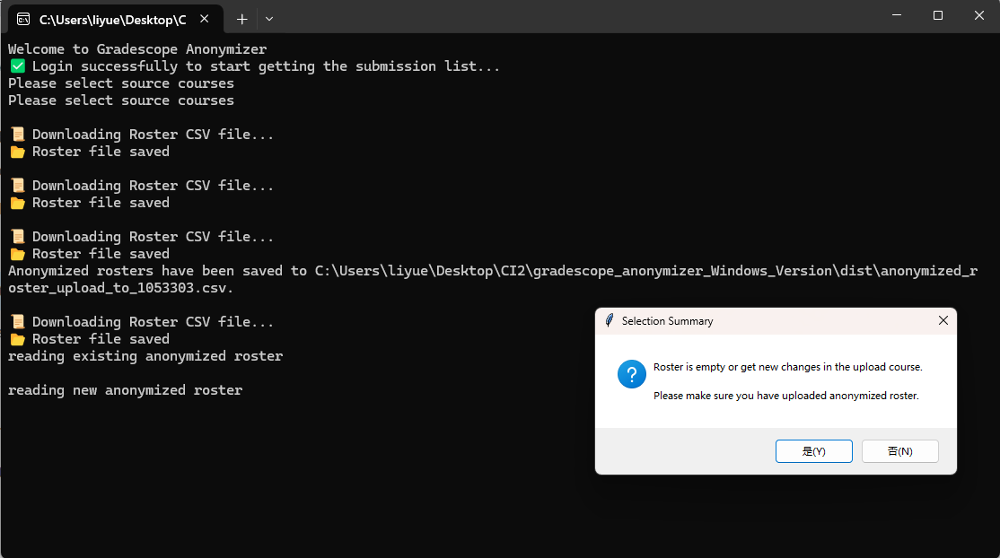 C:\Users\liyue\Desktop\C
Welcome to Gradescope Anonymizer
✅ Login successfully to start getting the submission list...
Please select source courses
Please select source courses
📜 Downloading Roster CSV file...
📂 Roster file saved
📜 Downloading Roster CSV file...
📂 Roster file saved
📜 Downloading Roster CSV file...
📂 Roster file saved
Anonymized rosters have been saved to C:\Users\liyue\Desktop\CI2\gradescope_anonymizer_Windows_Version\dist\anonymized_r
oster_upload_to_1053303.csv.
📜 Downloading Roster CSV file...
📂 Roster file saved
reading existing anonymized roster
reading new anonymized roster
Selection Summary
Roster is empty or get new changes in the upload course.
Please make sure you have uploaded anonymized roster.
是(Y)
否(N)